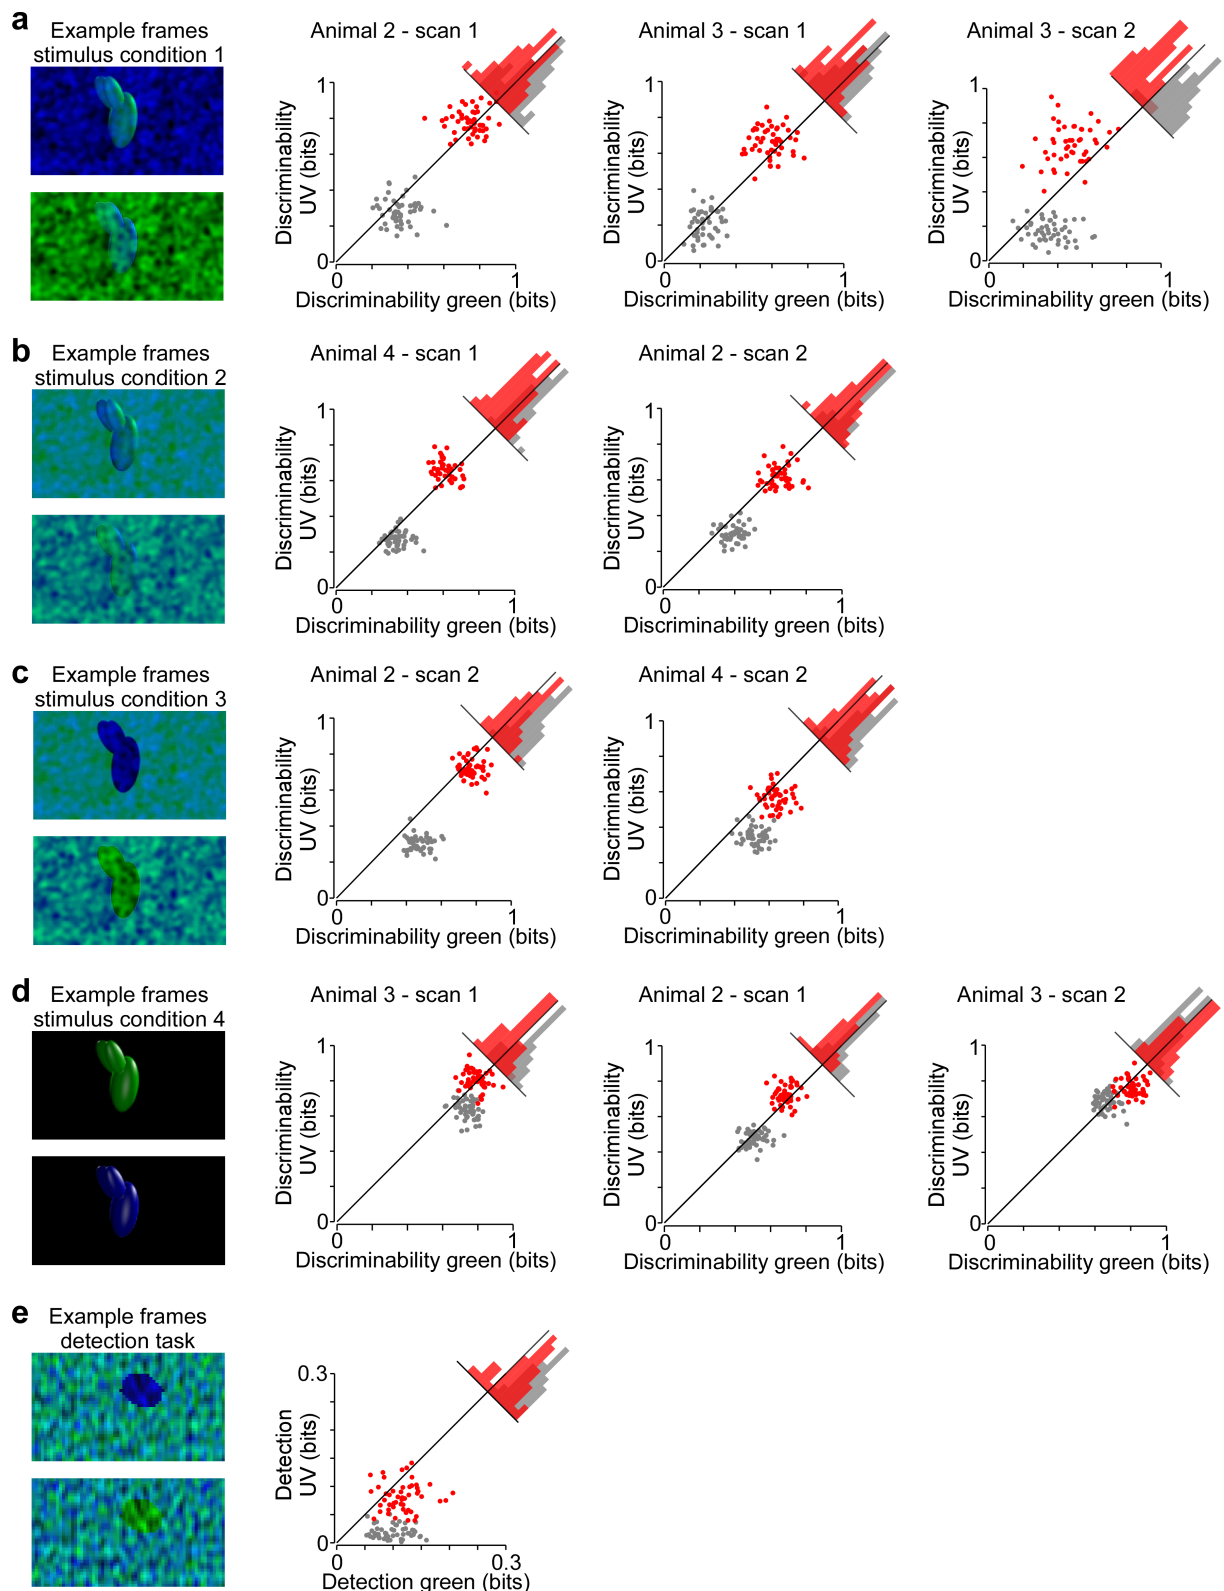 a
Example frames
stimulus condition 1
Animal 2 - scan 1
Animal 3 - scan 1
Animal 3 - scan 2
Discriminability
UV (bits)
1
0
0
1
Discriminability green (bits)
Discriminability
UV (bits)
1
0
0
1
Discriminability green (bits)
Discriminability
UV (bits)
1
0
0
1
Discriminability green (bits)
b
Example frames
stimulus condition 2
Animal 4 - scan 1
Animal 2 - scan 2
Discriminability
UV (bits)
1
0
0
1
Discriminability green (bits)
Discriminability
UV (bits)
1
0
0
1
Discriminability green (bits)
c
Example frames
stimulus condition 3
Animal 2 - scan 2
Animal 4 - scan 2
Discriminability
UV (bits)
1
0
0
1
Discriminability green (bits)
Discriminability
UV (bits)
1
0
0
1
Discriminability green (bits)
d
Example frames
stimulus condition 4
Animal 3 - scan 1
Animal 2 - scan 1
Animal 3 - scan 2
Discriminability
UV (bits)
1
0
0
1
Discriminability green (bits)
Discriminability
UV (bits)
1
0
0
1
Discriminability green (bits)
Discriminability
UV (bits)
1
0
0
1
Discriminability green (bits)
e
Example frames
detection task
Detection
UV (bits)
0.3
0
0
0.3
Detection green (bits)